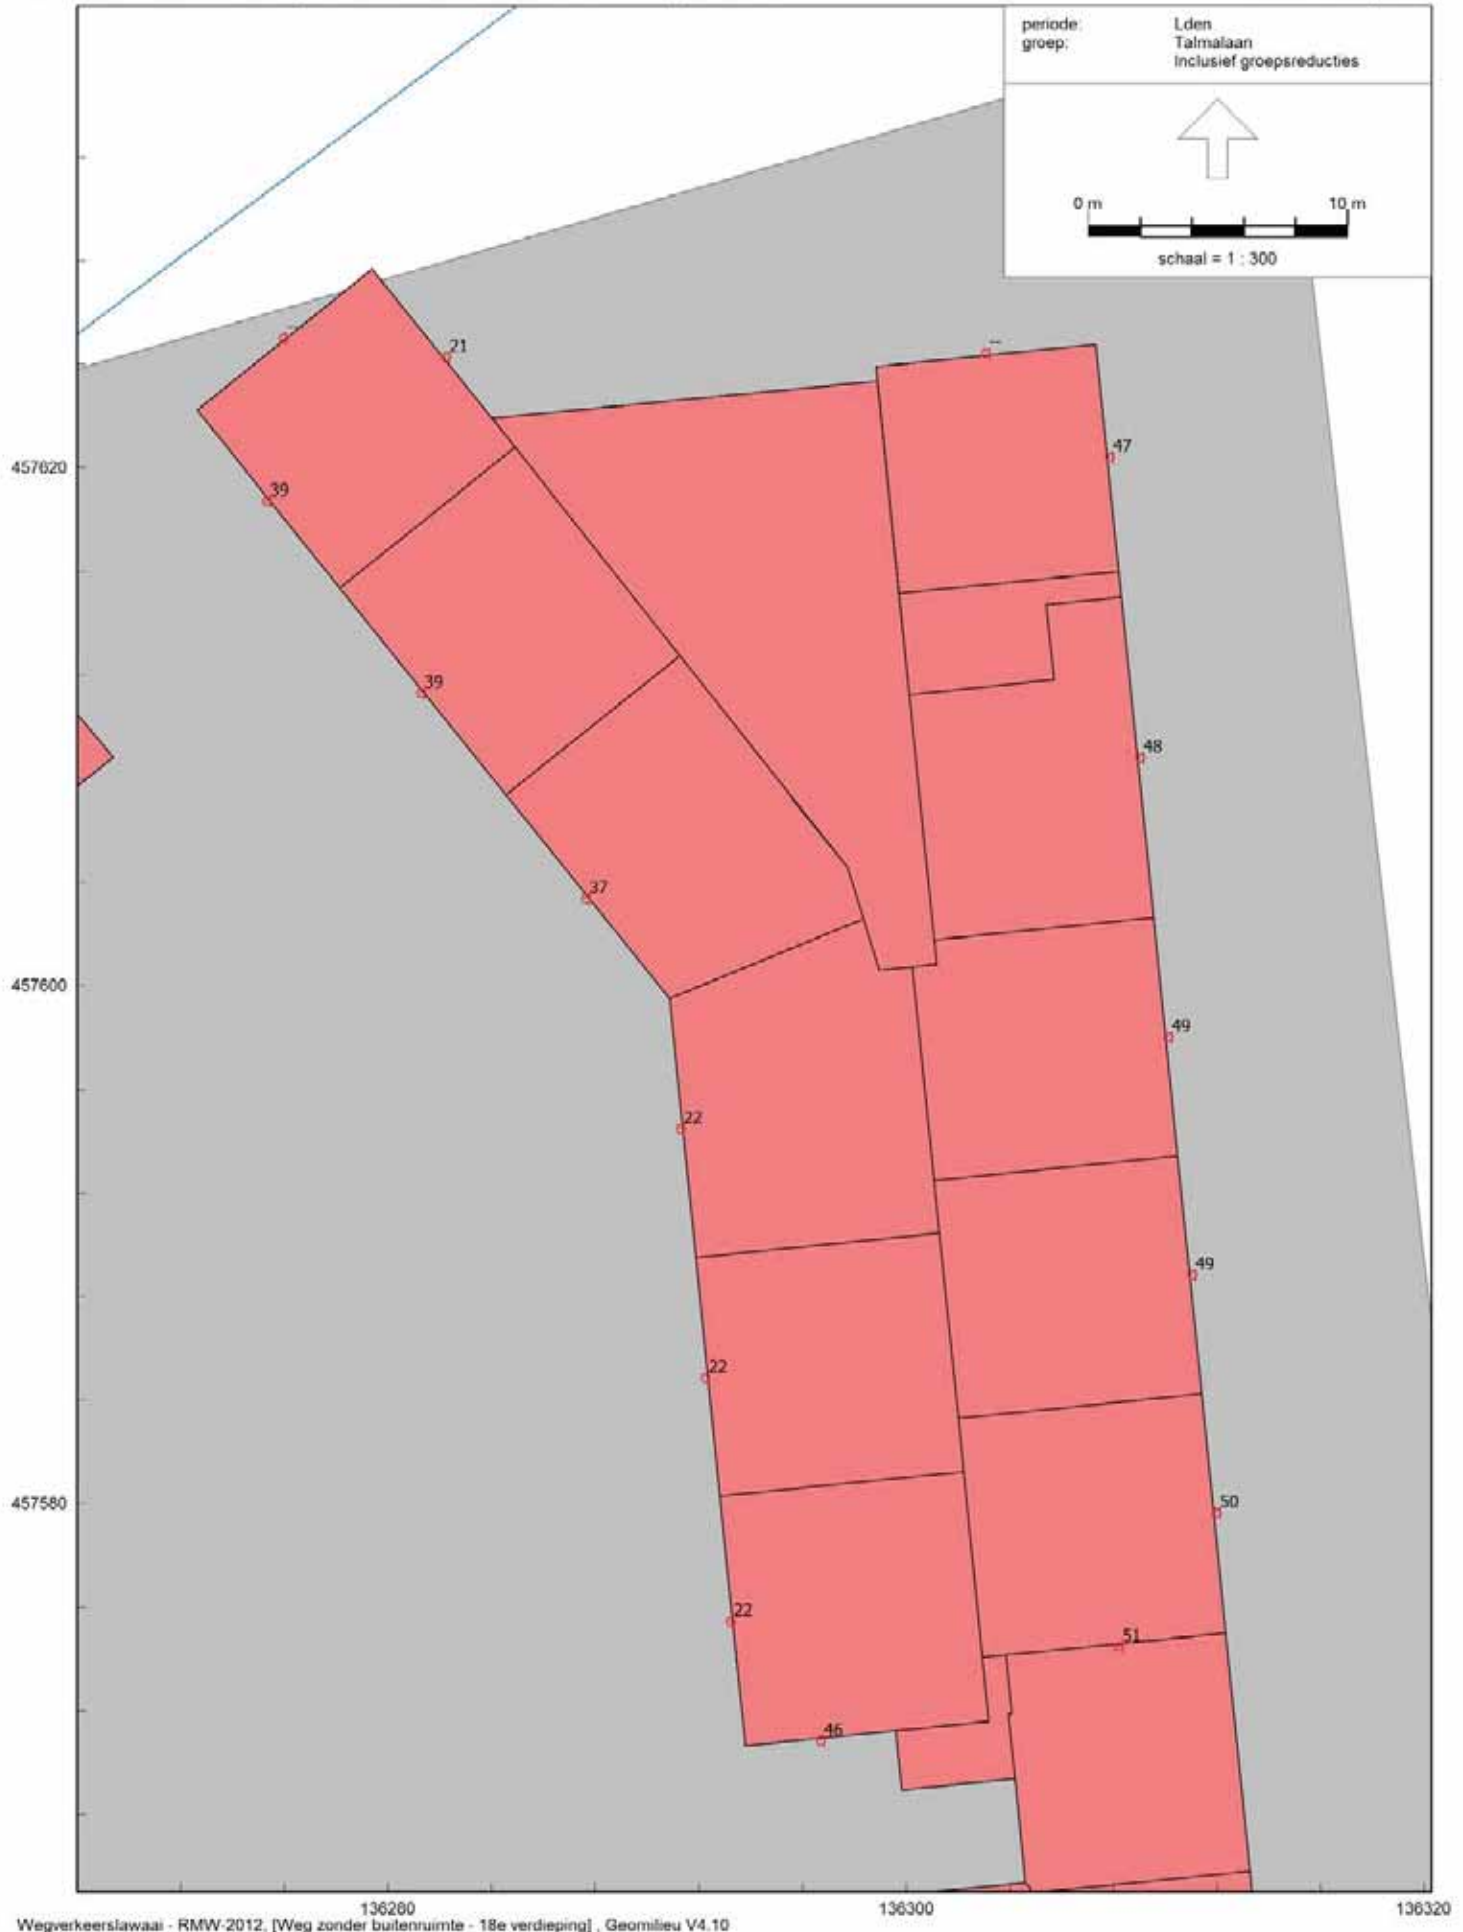 periode: Lden
groep: Talmalaan
Inclusief groepsreducties
0 m 10 m
schaal = 1 : 300
21
--
--
47
457620
39
39
48
37
457600
49
22
49
22
457580
50
22
51
46
136280 136300 136320
Wegverkeerslawaai - RMW-2012, [Weg zonder buitenruimte - 18e verdieping] , Geomilieu V4.10